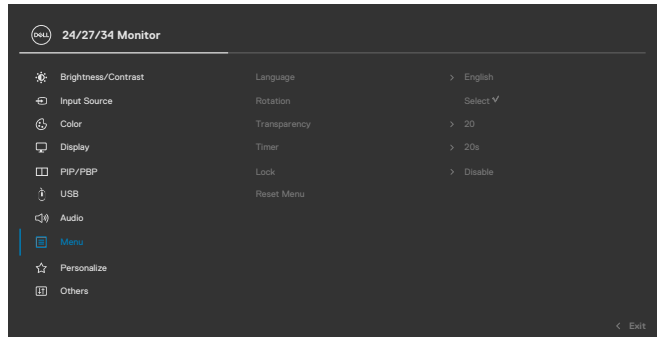 DELL 24/27/34 Monitor
Brightness/Contrast Language > English
Input Source Rotation Select √
Color Transparency > 20
Display Timer > 20s
PIP/PBP Lock > Disable
USB Reset Menu
Audio
Menu
Personalize
Others
< Exit